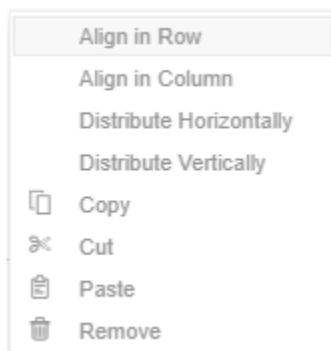 Align in Row
Align in Column
Distribute Horizontally
Distribute Vertically
Copy
Cut
Paste
Remove